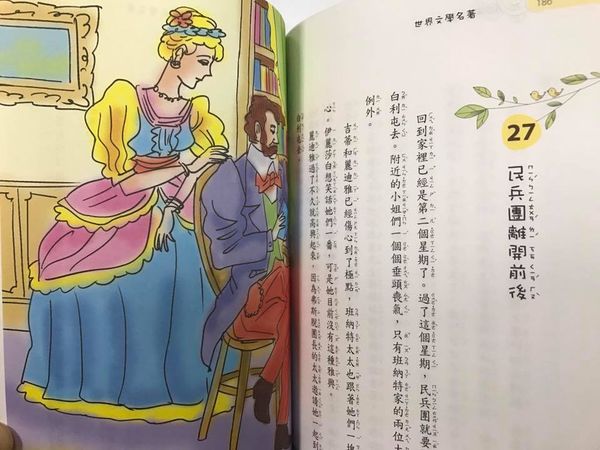 186
世界文學名著
27
民兵團離開前後
回到家裡已經是第二個星期了。過了這個星期，民兵團就要
白利屯去。附近的小姐們一個個垂頭喪氣，只有班納特家的兩位
例外。
吉蒂和麗迪雅已經傷心到了極點，班納特太太也跟著她們一
心。伊麗莎白想笑話她們一番，可是她目前沒有這種雅興。
麗迪雅過了不久就高興起來，因為弗斯脫團長的太太邀請她一起到
白利屯去。